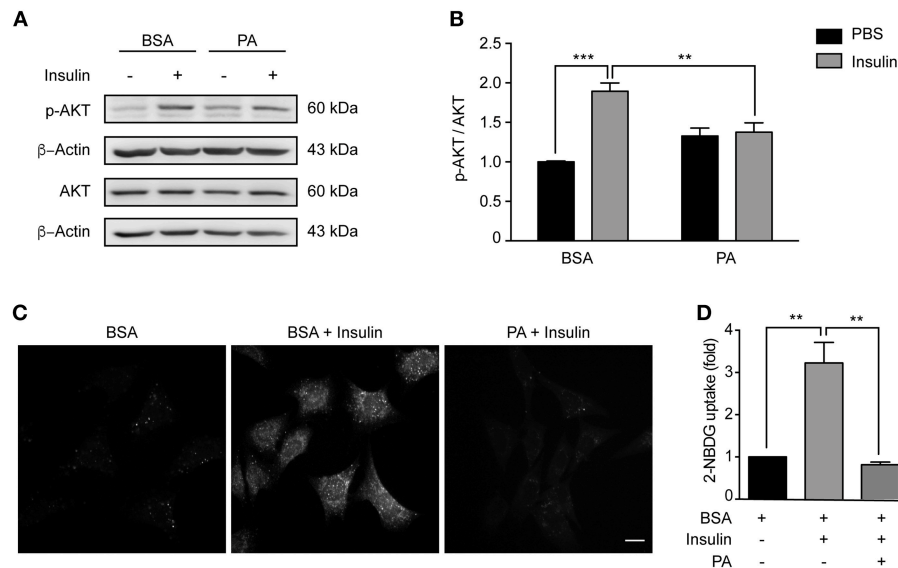 A
BSA PA
Insulin - + - +
p-AKT 60 kDa
β–Actin 43 kDa
AKT 60 kDa
β–Actin 43 kDa
B
PBS
Insulin
p-AKT / AKT
2.5
2.0
1.5
1.0
0.5
0
*** **
BSA PA
C
BSA BSA + Insulin PA + Insulin
D
2-NBDG uptake (fold)
4
3
2
1
0
** **
BSA + + +
Insulin - + +
PA - - +